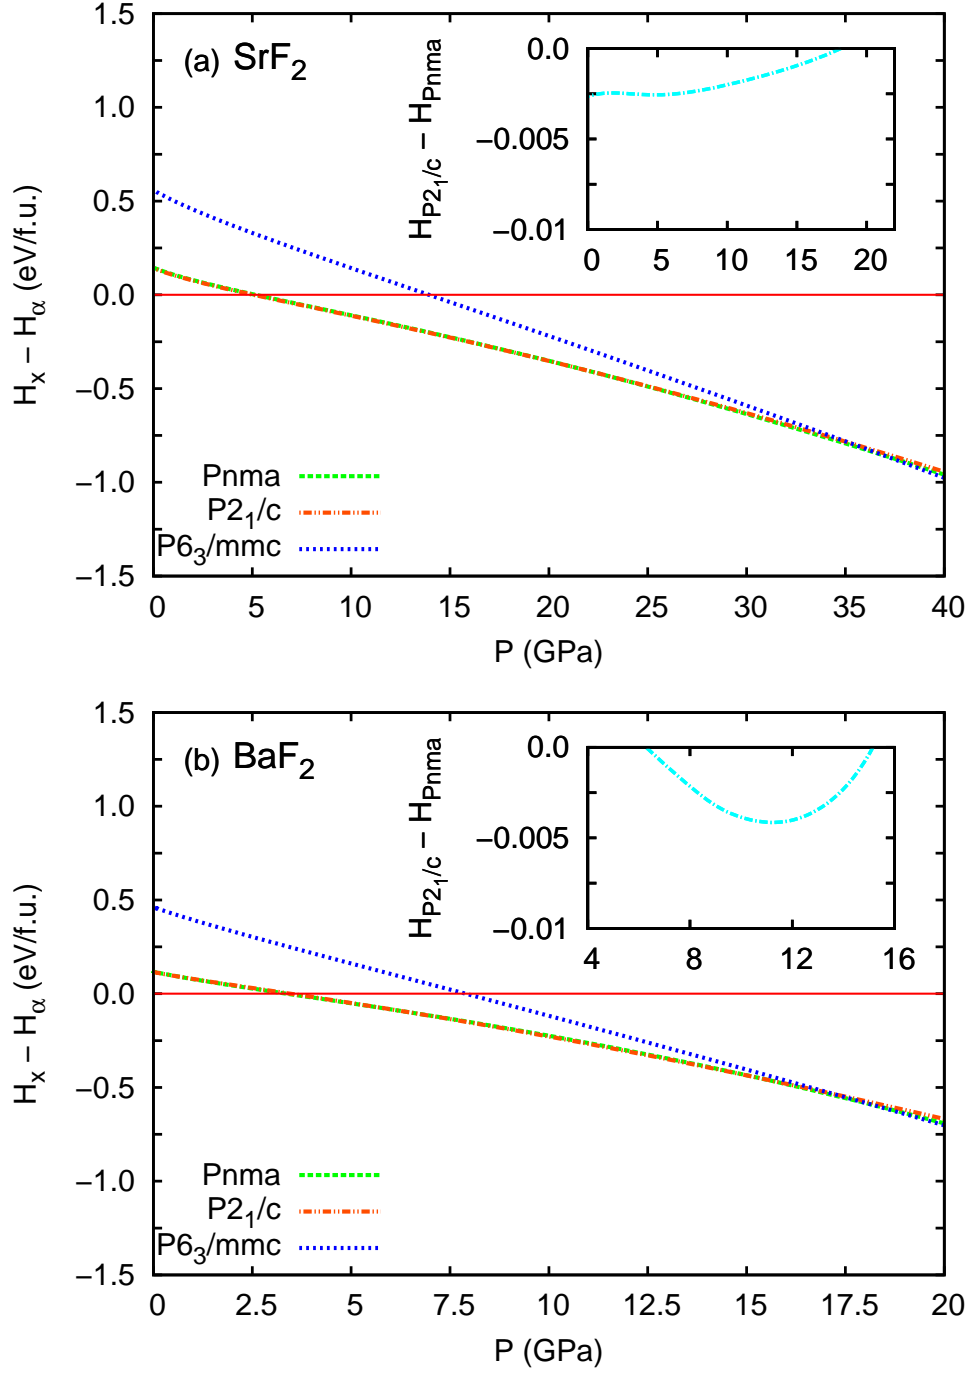 (a) SrF2
H_x − H_α (eV/f.u.)
1.5
1.0
0.5
0.0
−0.5
−1.0
−1.5
H_P2_1/c − H_Pnma
0.0
−0.005
−0.01
0 5 10 15 20
Pnma
P2_1/c
P6_3/mmc
0 5 10 15 20 25 30 35 40
P (GPa)
(b) BaF2
H_x − H_α (eV/f.u.)
1.5
1.0
0.5
0.0
−0.5
−1.0
−1.5
H_P2_1/c − H_Pnma
0.0
−0.005
−0.01
4 8 12 16
Pnma
P2_1/c
P6_3/mmc
0 2.5 5 7.5 10 12.5 15 17.5 20
P (GPa)